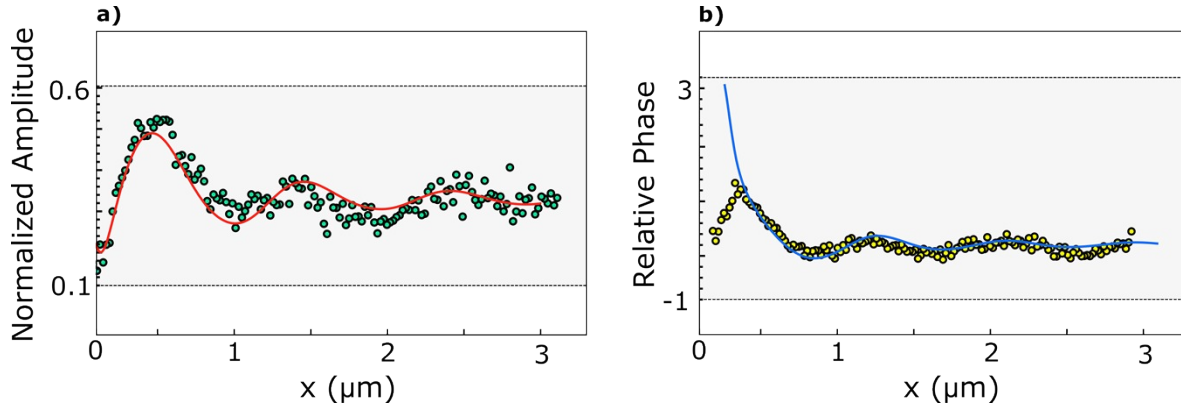 a)
Normalized Amplitude
0.6
0.1
0 1 2 3
x (µm)
b)
Relative Phase
3
-1
0 1 2 3
x (µm)